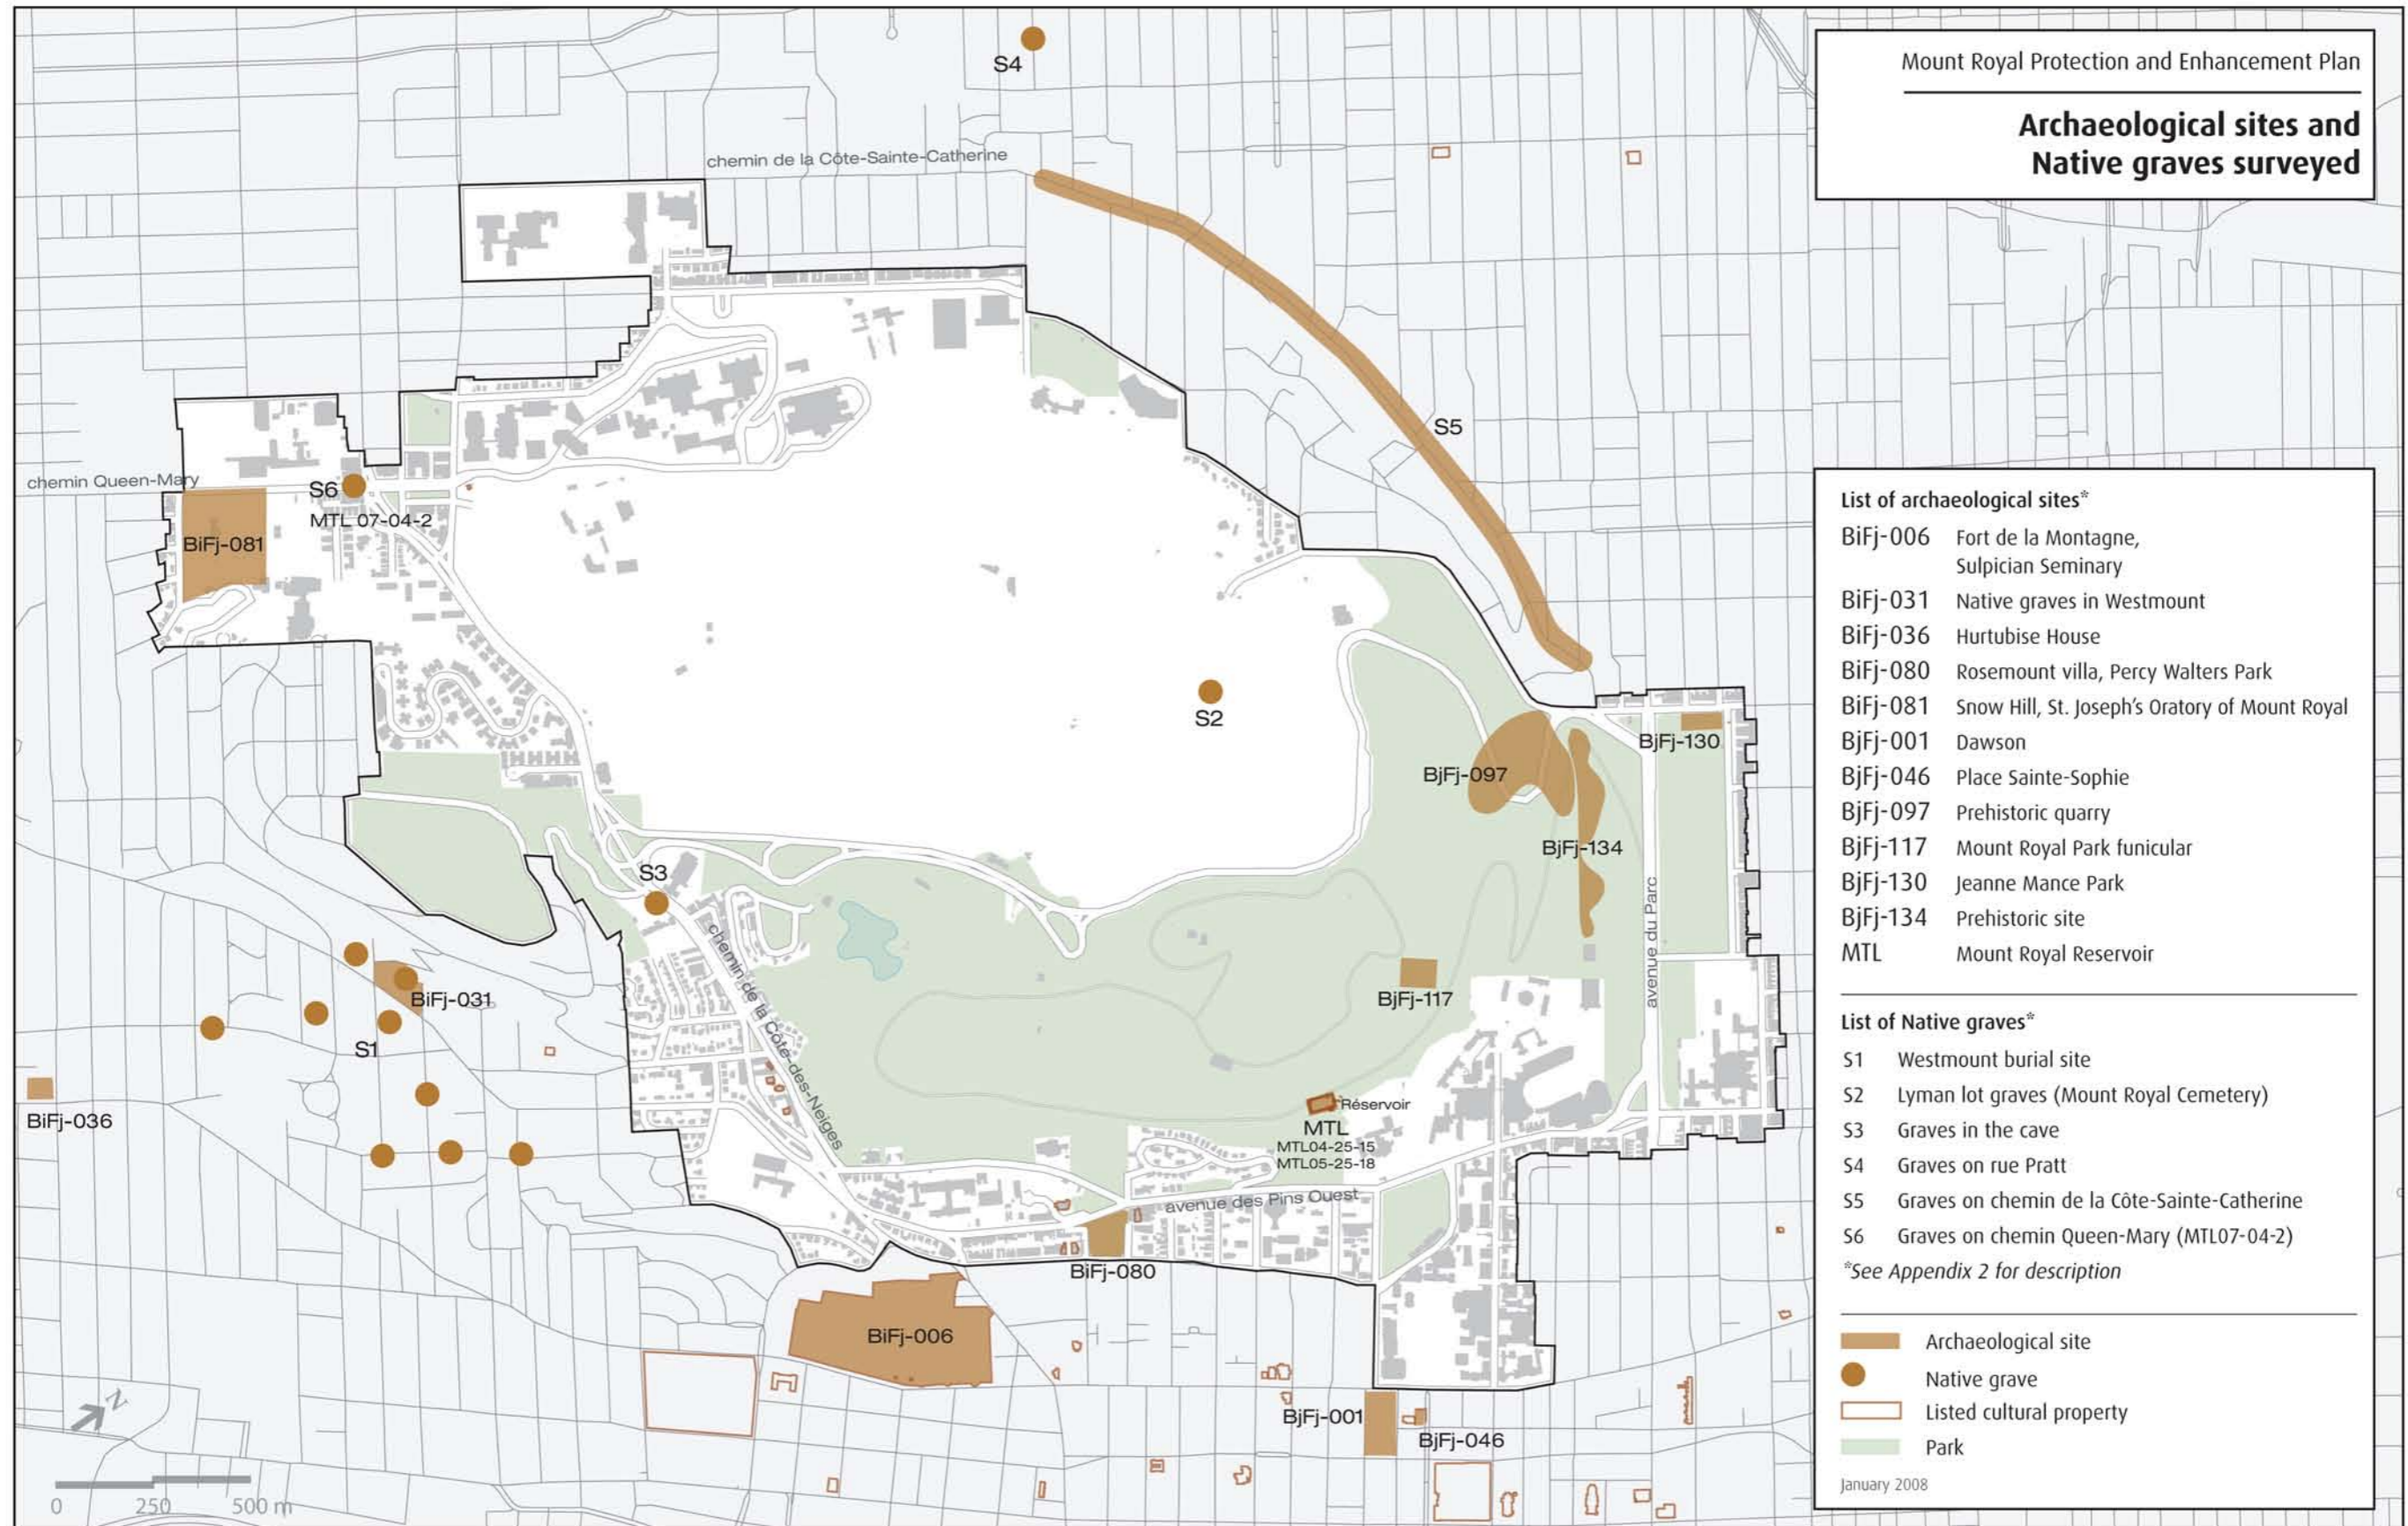 Mount Royal Protection and Enhancement Plan
Archaeological sites and
Native graves surveyed
S4
chemin de la Côte-Sainte-Catherine
S5
chemin Queen-Mary
S6
MTL 07-04-2
BiFj-081
S2
BjFj-130
BjFj-097
BjFj-134
S3
avenue du Parc
chemin de la Côte-des-Neiges
BiFj-031
S1
BjFj-117
BiFj-036
Réservoir
MTL
MTL04-25-15
MTL05-25-18
avenue des Pins Ouest
BiFj-080
BiFj-006
BjFj-001
BjFj-046
N
0 250 500 m
List of archaeological sites*
BiFj-006 Fort de la Montagne,
Sulpician Seminary
BiFj-031 Native graves in Westmount
BiFj-036 Hurtubise House
BiFj-080 Rosemount villa, Percy Walters Park
BiFj-081 Snow Hill, St. Joseph's Oratory of Mount Royal
BjFj-001 Dawson
BjFj-046 Place Sainte-Sophie
BjFj-097 Prehistoric quarry
BjFj-117 Mount Royal Park funicular
BjFj-130 Jeanne Mance Park
BjFj-134 Prehistoric site
MTL Mount Royal Reservoir
List of Native graves*
S1 Westmount burial site
S2 Lyman lot graves (Mount Royal Cemetery)
S3 Graves in the cave
S4 Graves on rue Pratt
S5 Graves on chemin de la Côte-Sainte-Catherine
S6 Graves on chemin Queen-Mary (MTL07-04-2)
*See Appendix 2 for description
Archaeological site
Native grave
Listed cultural property
Park
January 2008